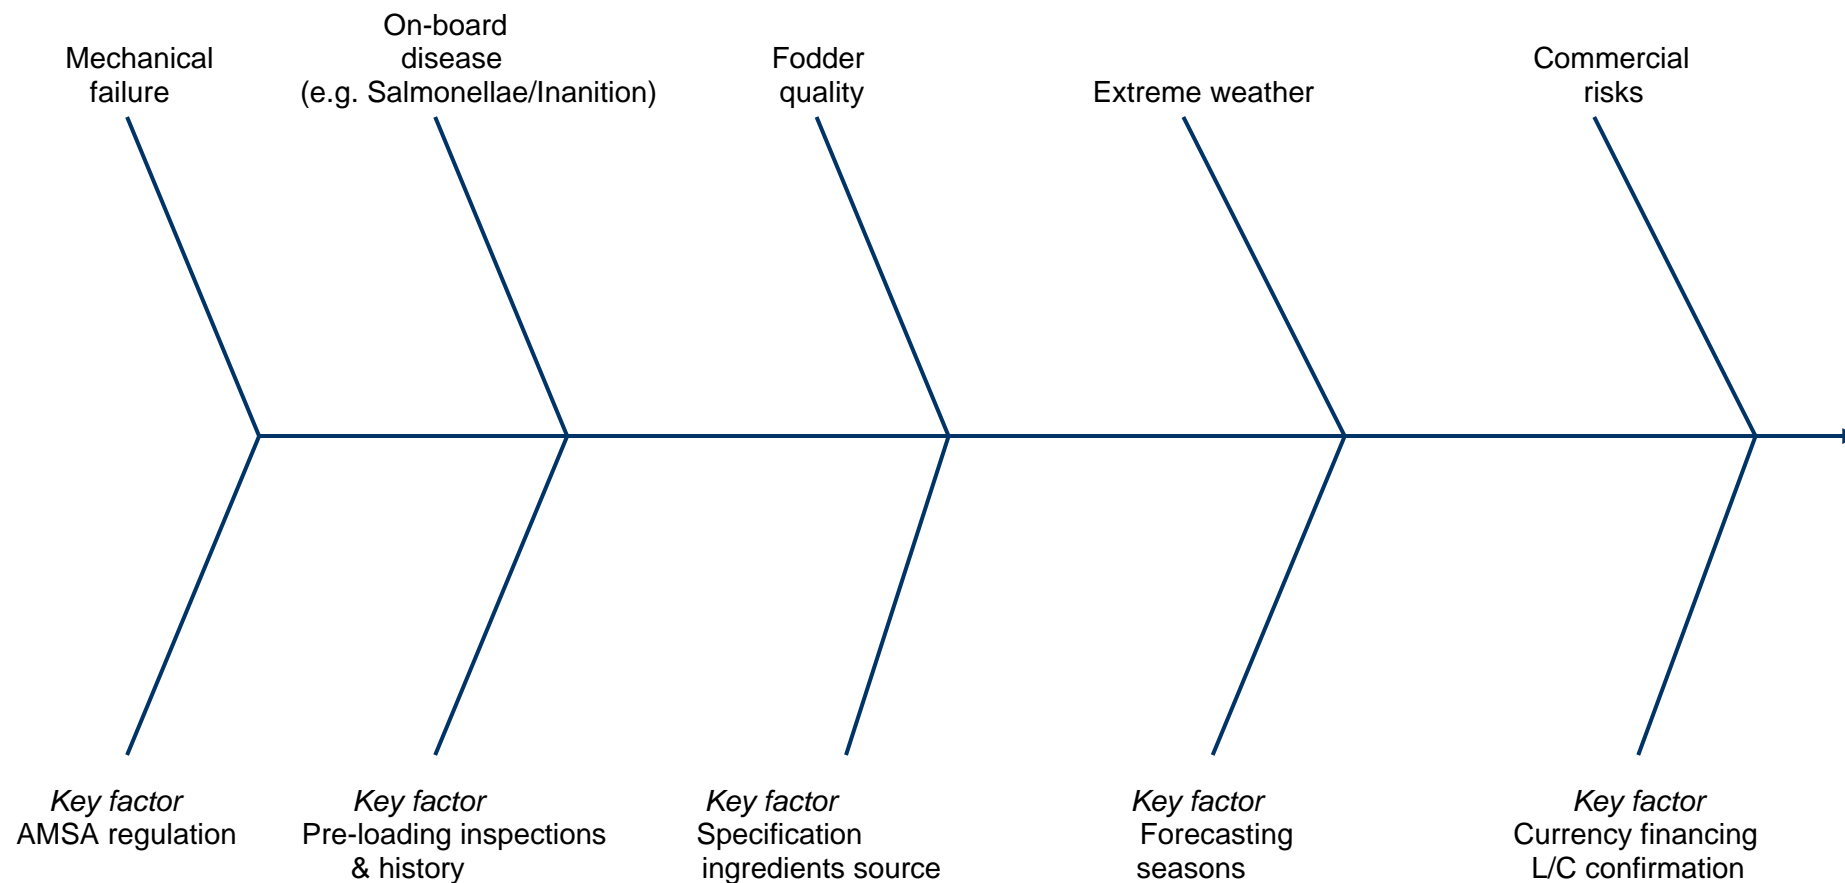 Mechanical
failure
On-board
disease
(e.g. Salmonellae/Inanition)
Fodder
quality
Extreme weather
Commercial
risks
Key factor
AMSA regulation
Key factor
Pre-loading inspections
& history
Key factor
Specification
ingredients source
Key factor
Forecasting
seasons
Key factor
Currency financing
L/C confirmation